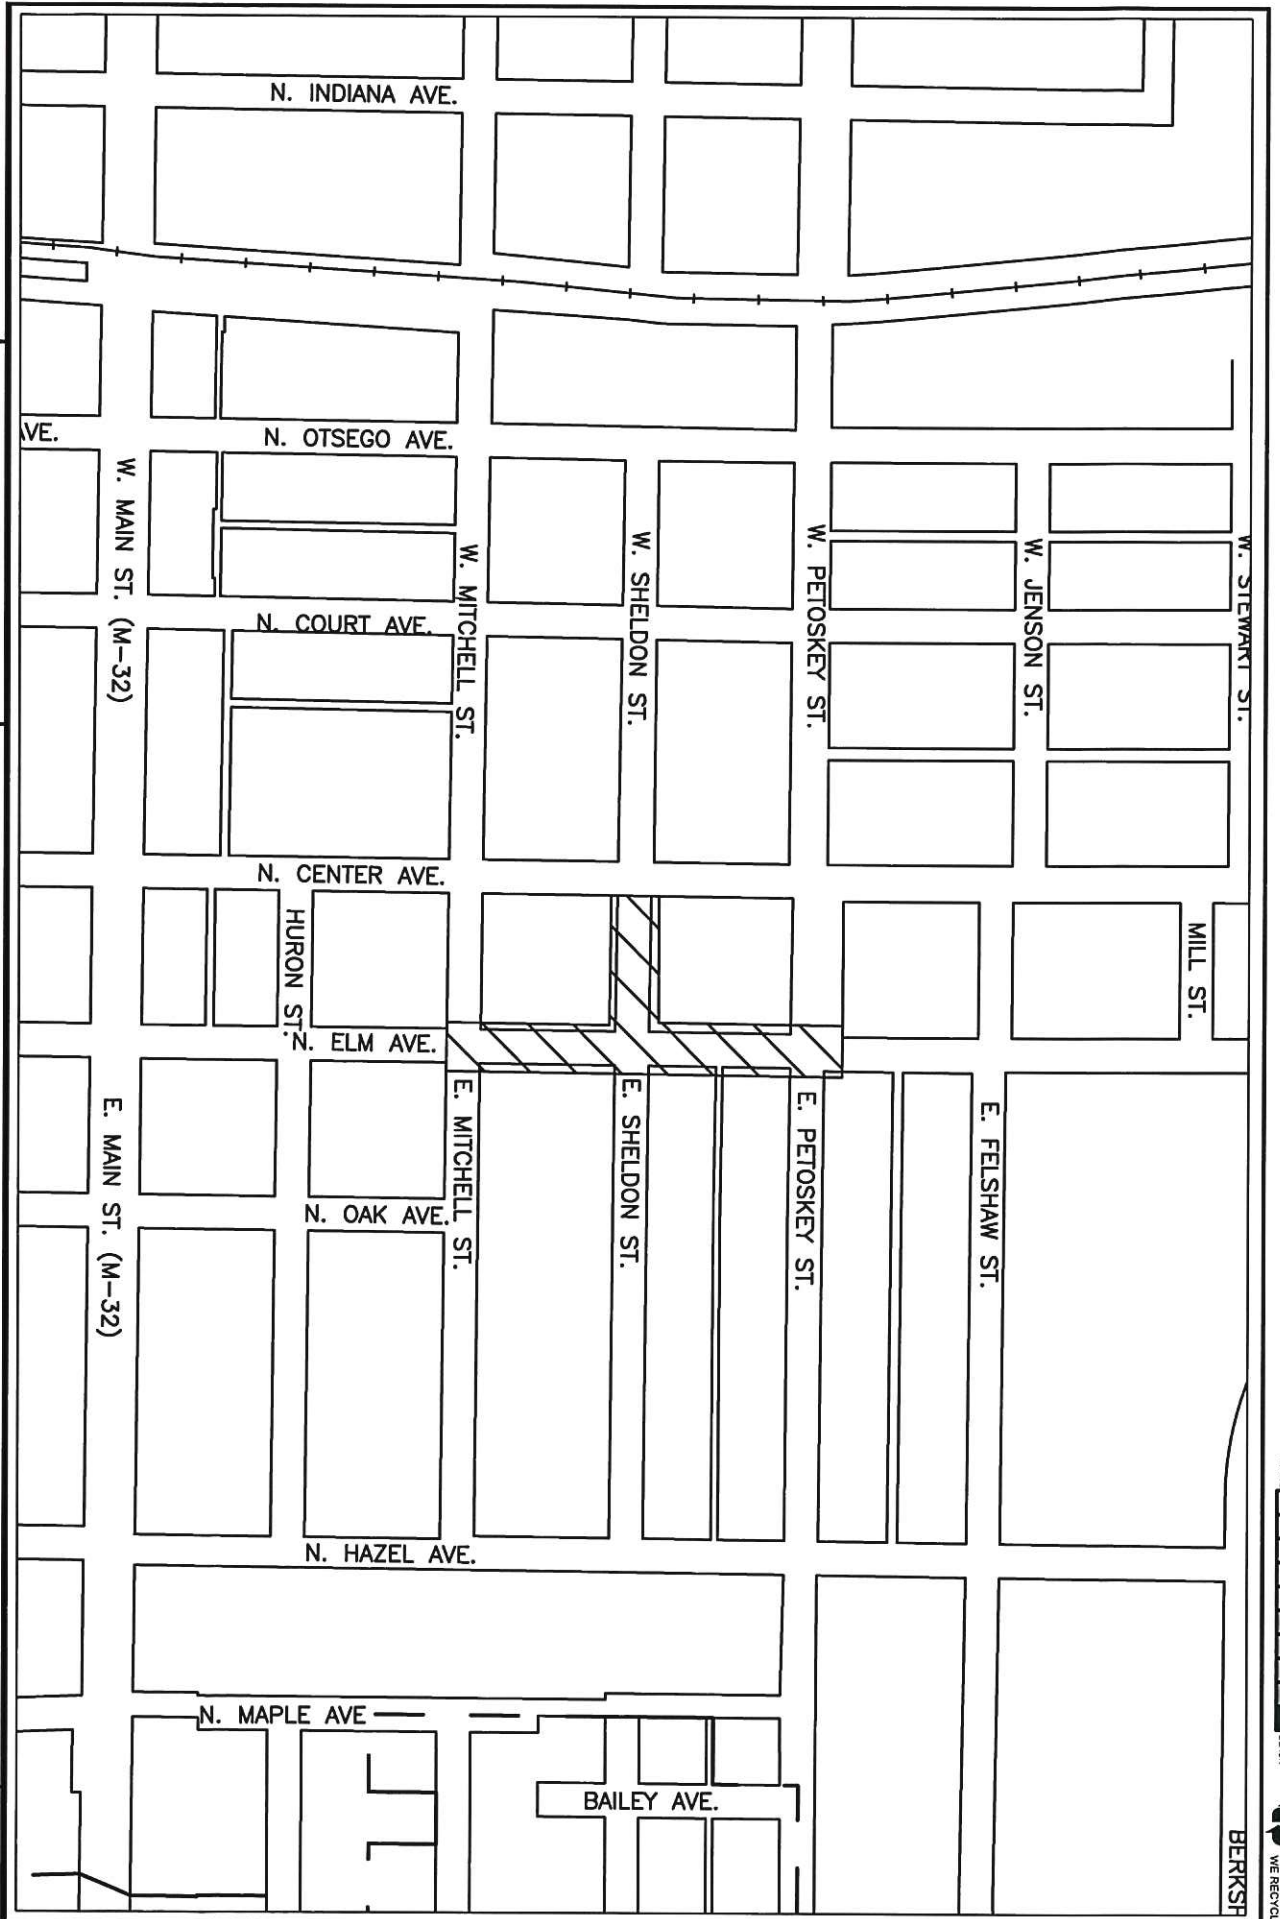 N. INDIANA AVE.
AVE.
N. OTSEGO AVE.
W. MAIN ST. (M-32)
W. MITCHELL ST.
W. SHELDON ST.
W. PETOSKEY ST.
W. JENSON ST.
W. STEWART ST.
N. COURT AVE.
N. CENTER AVE.
HURON ST.
MILL ST.
N. ELM AVE.
E. MAIN ST. (M-32)
E. MITCHELL ST.
E. SHELDON ST.
E. PETOSKEY ST.
E. FELSHAW ST.
N. OAK AVE.
N. HAZEL AVE.
N. MAPLE AVE
BAILEY AVE.
BERKSH
WE RECYCL